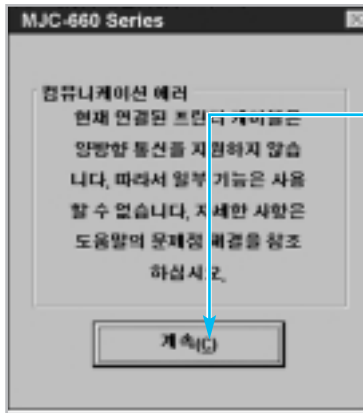 MJC-660 Series
컴뮤니케이션 에러
현재 연결된 프린터 케이블은
양방향 통신을 지원하지 않습
니다, 따라서 일부 기능은 사용
할 수 없습니다, 자세한 사항은
도움말의 문제점 해결을 참조
하십시오,
계속(C)